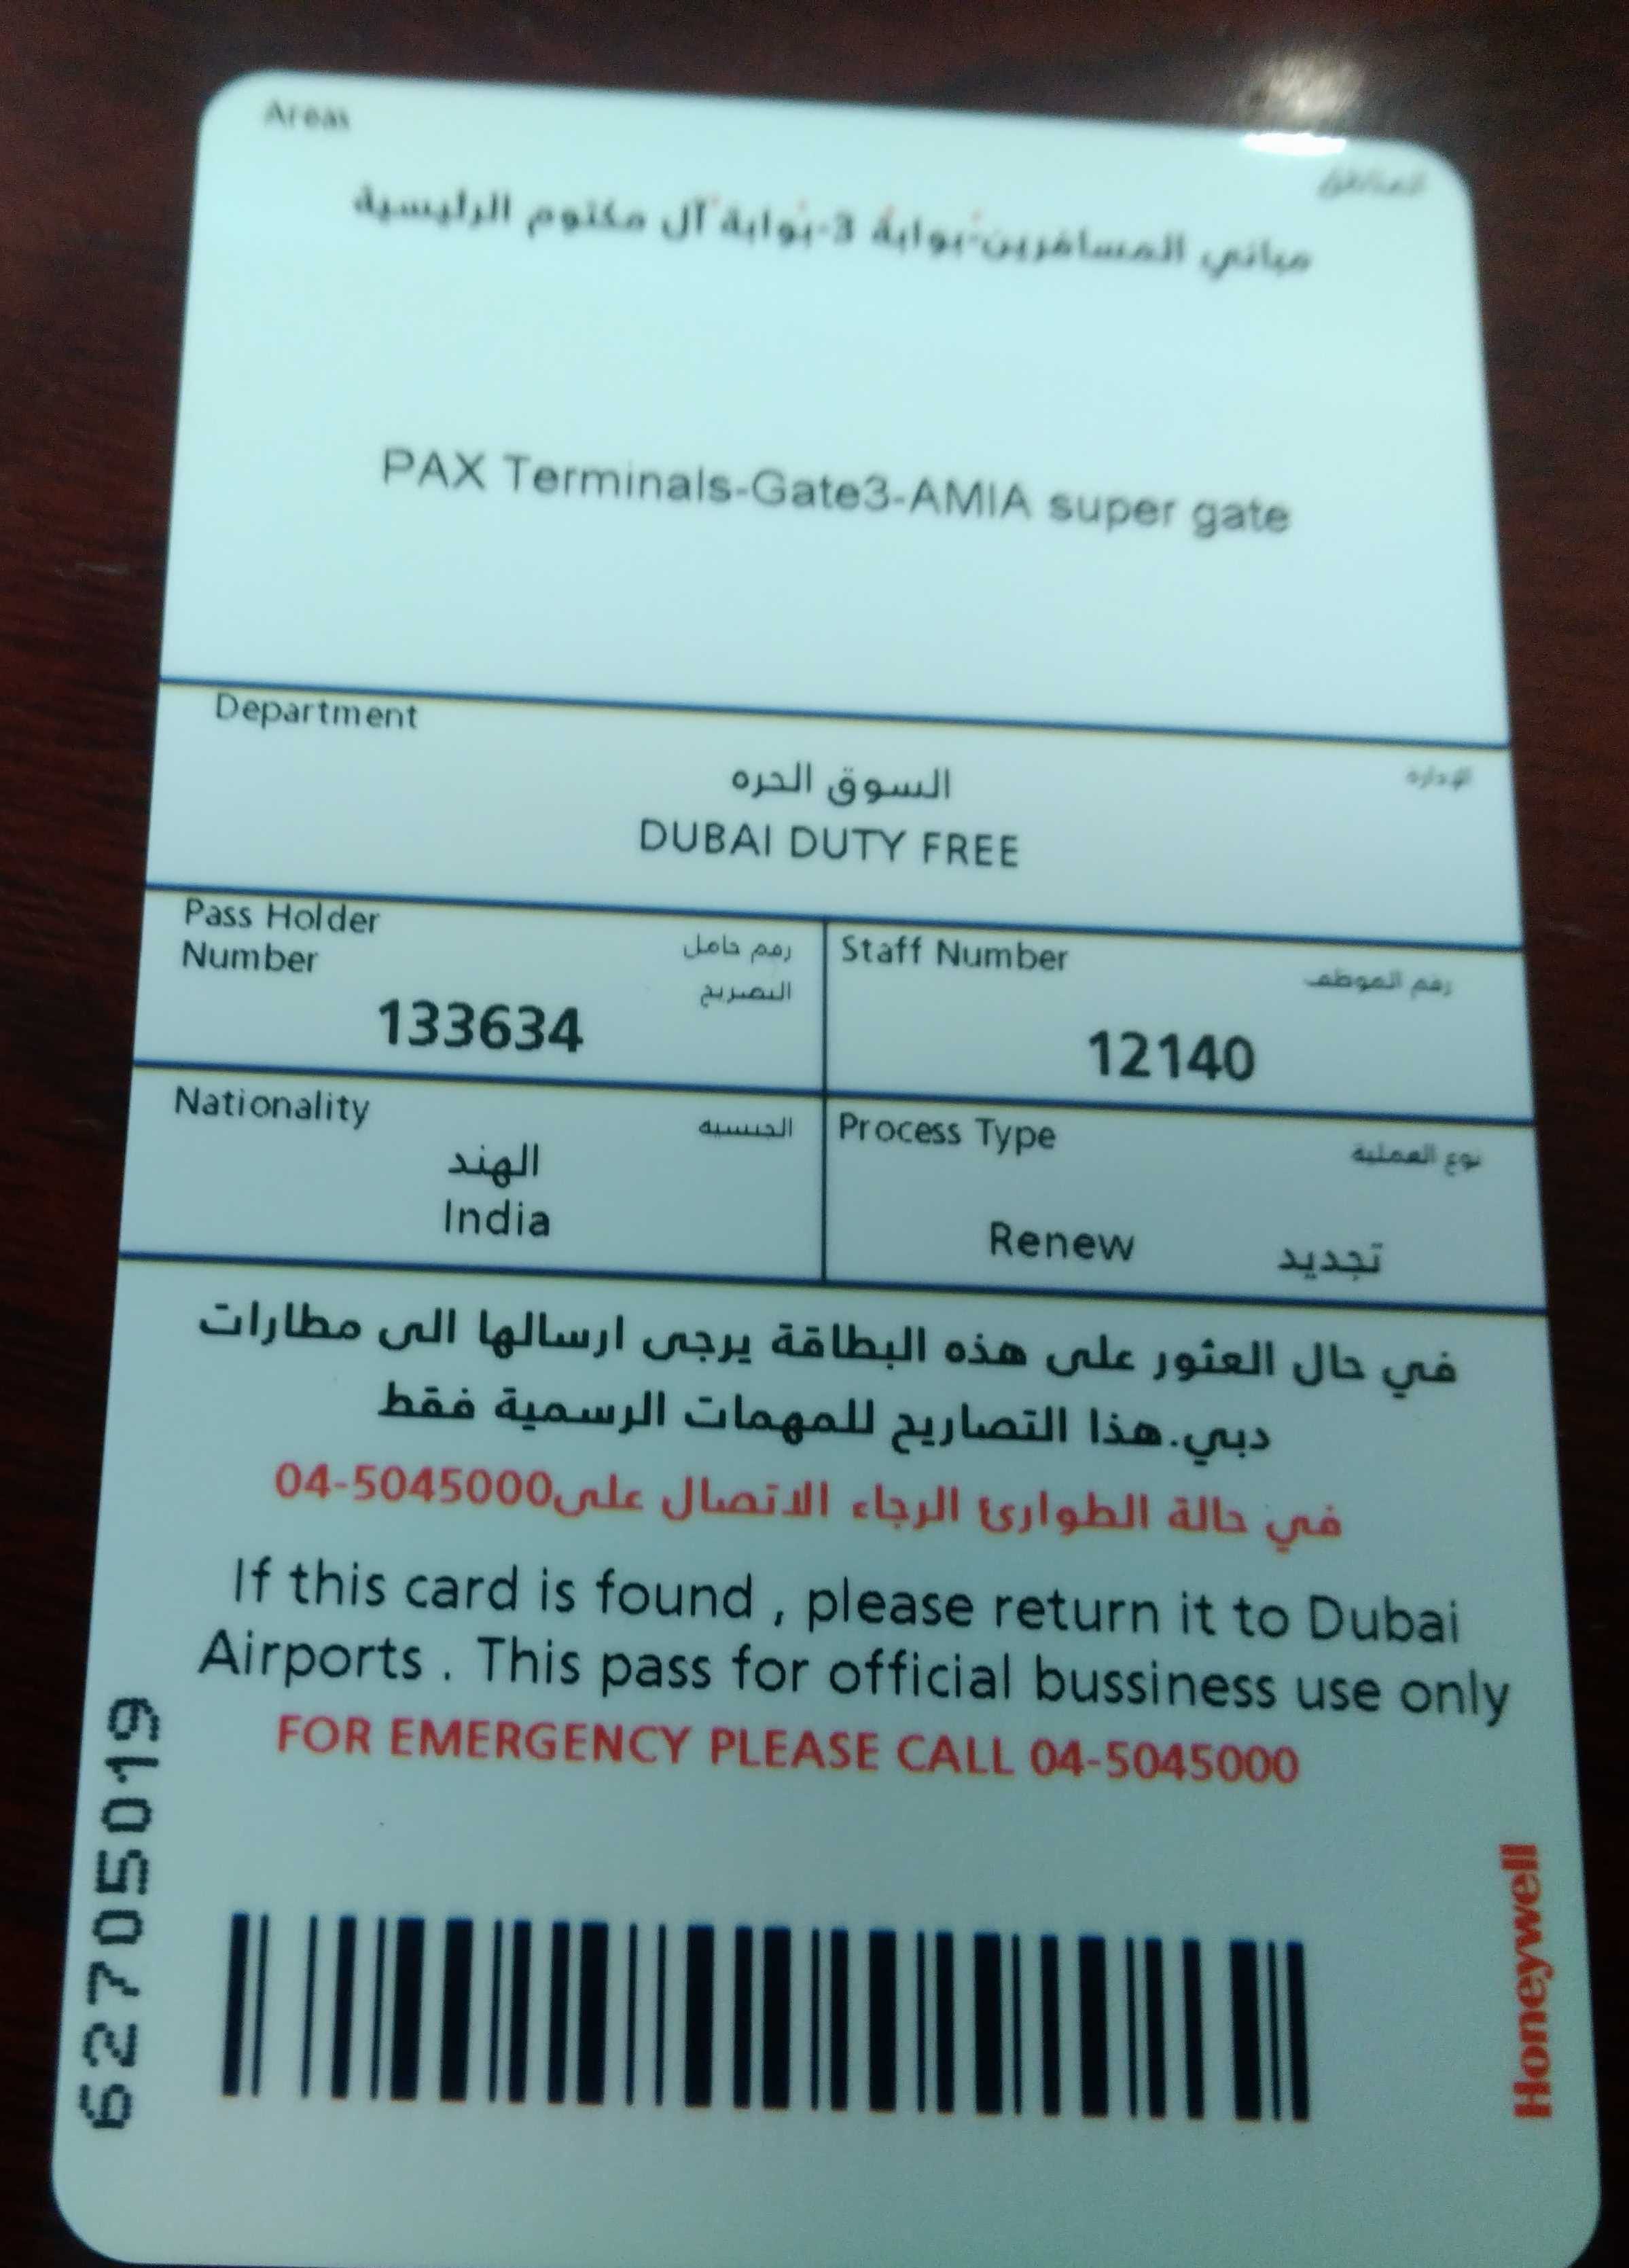 Areas
المناطق
مباني المسافرين-بوابة 3-بوابة آل مكتوم الرئيسية
PAX Terminals-Gate3-AMIA super gate
Department
الإدارة
السوق الحره
DUBAI DUTY FREE
Pass Holder
Number
رقم حامل
التصريح
133634
Staff Number
رقم الموظف
12140
Nationality
الجنسية
الهند
India
Process Type
نوع العملية
Renew تجديد
في حال العثور على هذه البطاقة يرجى ارسالها الى مطارات
دبي.هذا التصاريح للمهمات الرسمية فقط
في حالة الطوارئ الرجاء الاتصال على04-5045000
If this card is found , please return it to Dubai
Airports . This pass for official bussiness use only
FOR EMERGENCY PLEASE CALL 04-5045000
62705019
Honeywell